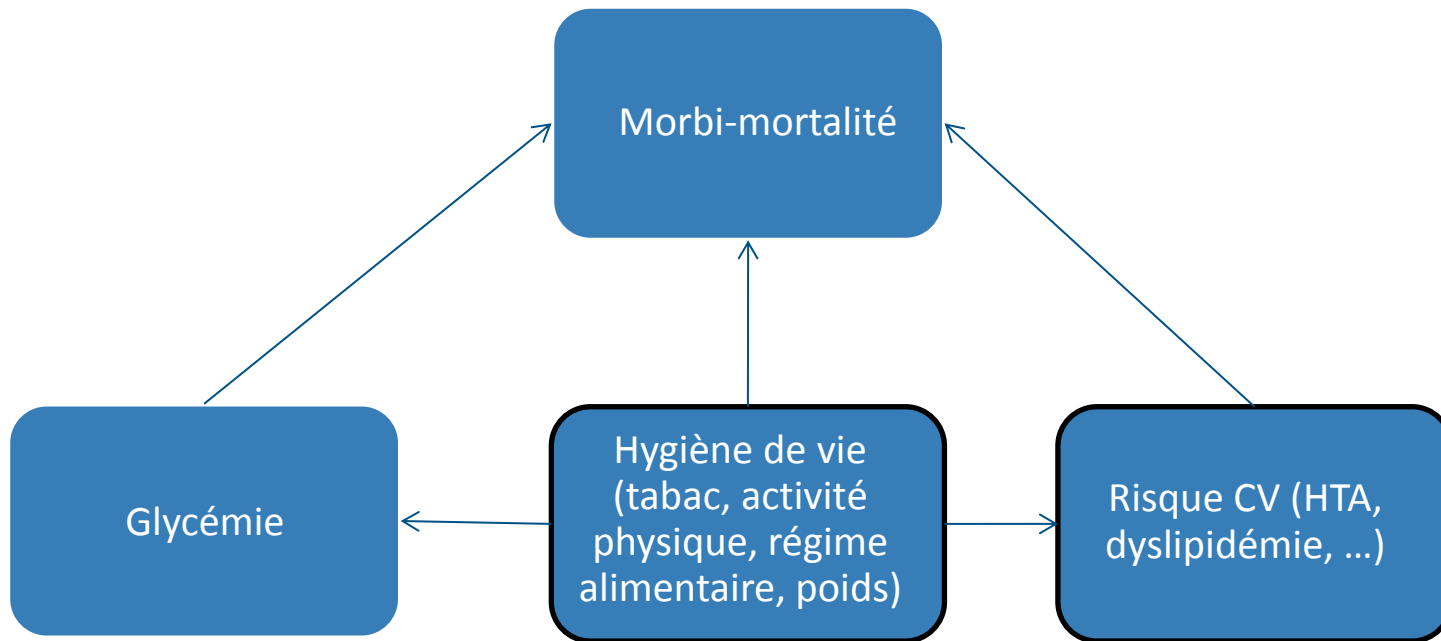 Morbi-mortalité
Glycémie
Hygiène de vie
(tabac, activité
physique, régime
alimentaire, poids)
Risque CV (HTA,
dyslipidémie, …)